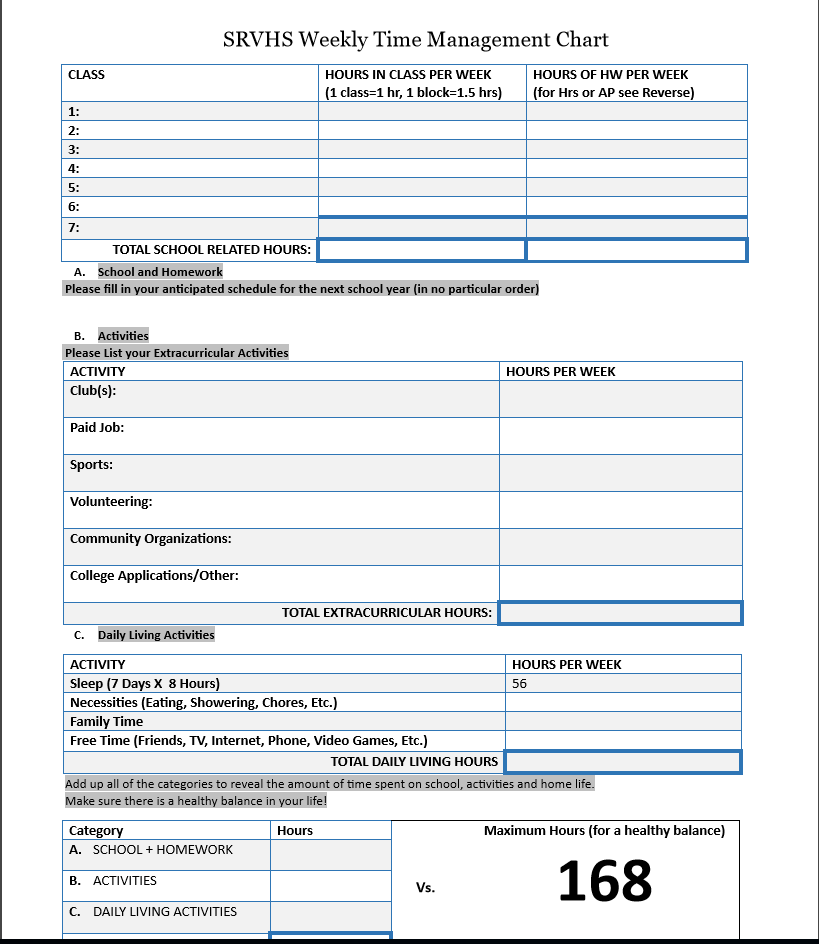 SRVHS Weekly Time Management Chart
CLASS HOURS IN CLASS PER WEEK HOURS OF HW PER WEEK
(1 class=1 hr, 1 block=1.5 hrs) (for Hrs or AP see Reverse)
1:
2:
3:
4:
5:
6:
7:
TOTAL SCHOOL RELATED HOURS:
A. School and Homework
Please fill in your anticipated schedule for the next school year (in no particular order)
B. Activities
Please List your Extracurricular Activities
ACTIVITY HOURS PER WEEK
Club(s):
Paid Job:
Sports:
Volunteering:
Community Organizations:
College Applications/Other:
TOTAL EXTRACURRICULAR HOURS:
C. Daily Living Activities
ACTIVITY HOURS PER WEEK
Sleep (7 Days X 8 Hours) 56
Necessities (Eating, Showering, Chores, Etc.)
Family Time
Free Time (Friends, TV, Internet, Phone, Video Games, Etc.)
TOTAL DAILY LIVING HOURS
Add up all of the categories to reveal the amount of time spent on school, activities and home life.
Make sure there is a healthy balance in your life!
Category Hours Maximum Hours (for a healthy balance)
A. SCHOOL + HOMEWORK
B. ACTIVITIES
Vs. 168
C. DAILY LIVING ACTIVITIES